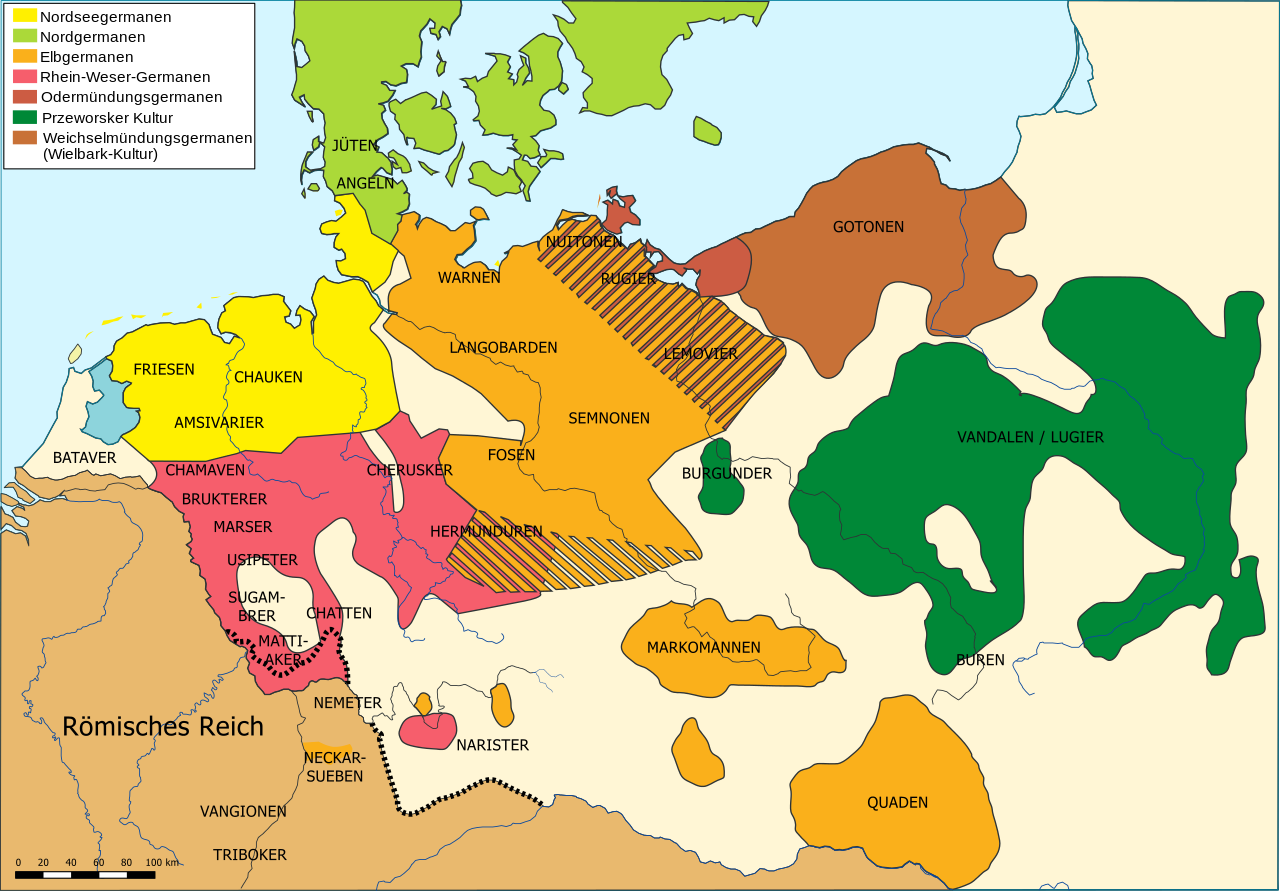 Nordseegermanen
Nordgermanen
Elbgermanen
Rhein-Weser-Germanen
Odermündungsgermanen
Przeworsker Kultur
Weichselmündungsgermanen
(Wielbark-Kultur)
JÜTEN
ANGELN
GOTONEN
NUITONEN
WARNEN
RUGIER
LANGOBARDEN
LEMOVIER
FRIESEN
CHAUKEN
AMSIVARIER
SEMNONEN
VANDALEN / LUGIER
BATAVER
FOSEN
CHAMAVEN
CHERUSKER
BURGUNDER
BRUKTERER
MARSER
HERMUNDUREN
USIPETER
SUGAM-
BRER
CHATTEN
MATTI-
AKER
MARKOMANNEN
BUREN
NEMETER
Römisches Reich
NARISTER
NECKAR-
SUEBEN
QUADEN
VANGIONEN
TRIBOKER
0 20 40 60 80 100 km